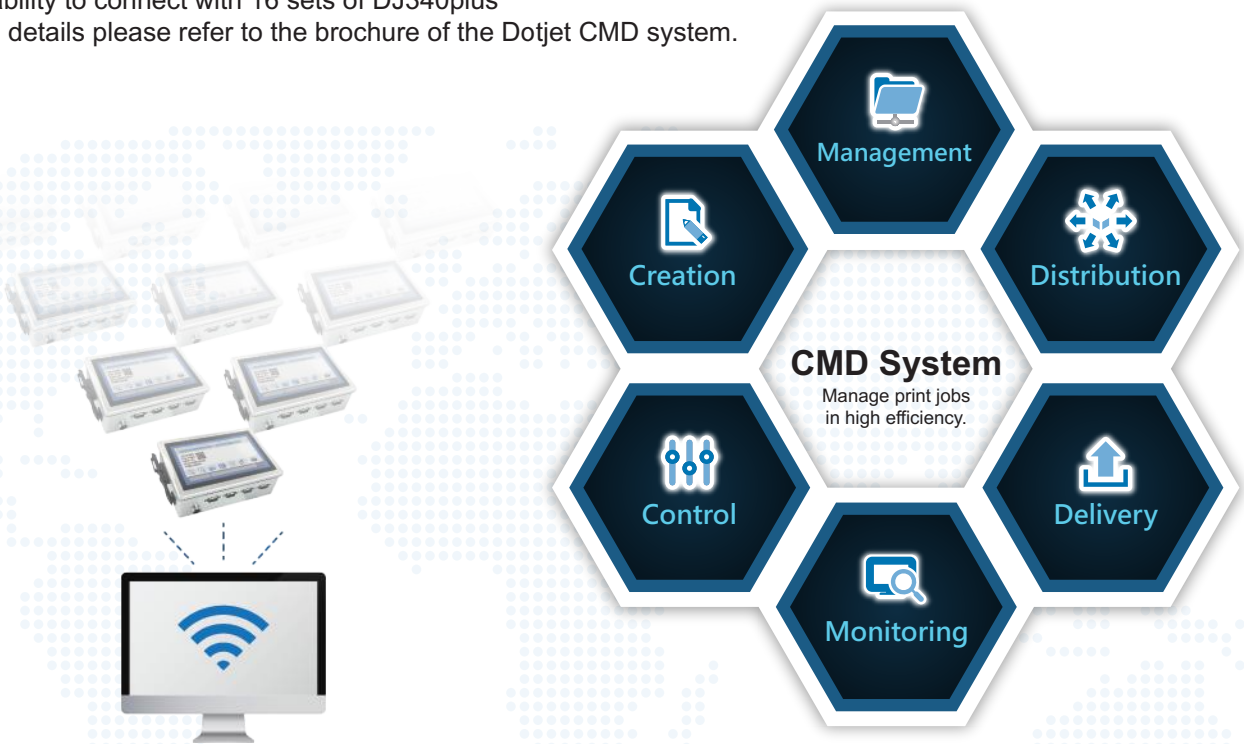 ability to connect with 16 sets of DJ340plus
details please refer to the brochure of the Dotjet CMD system.
Management
Creation
Distribution
CMD System
Manage print jobs
in high efficiency.
Control
Delivery
Monitoring